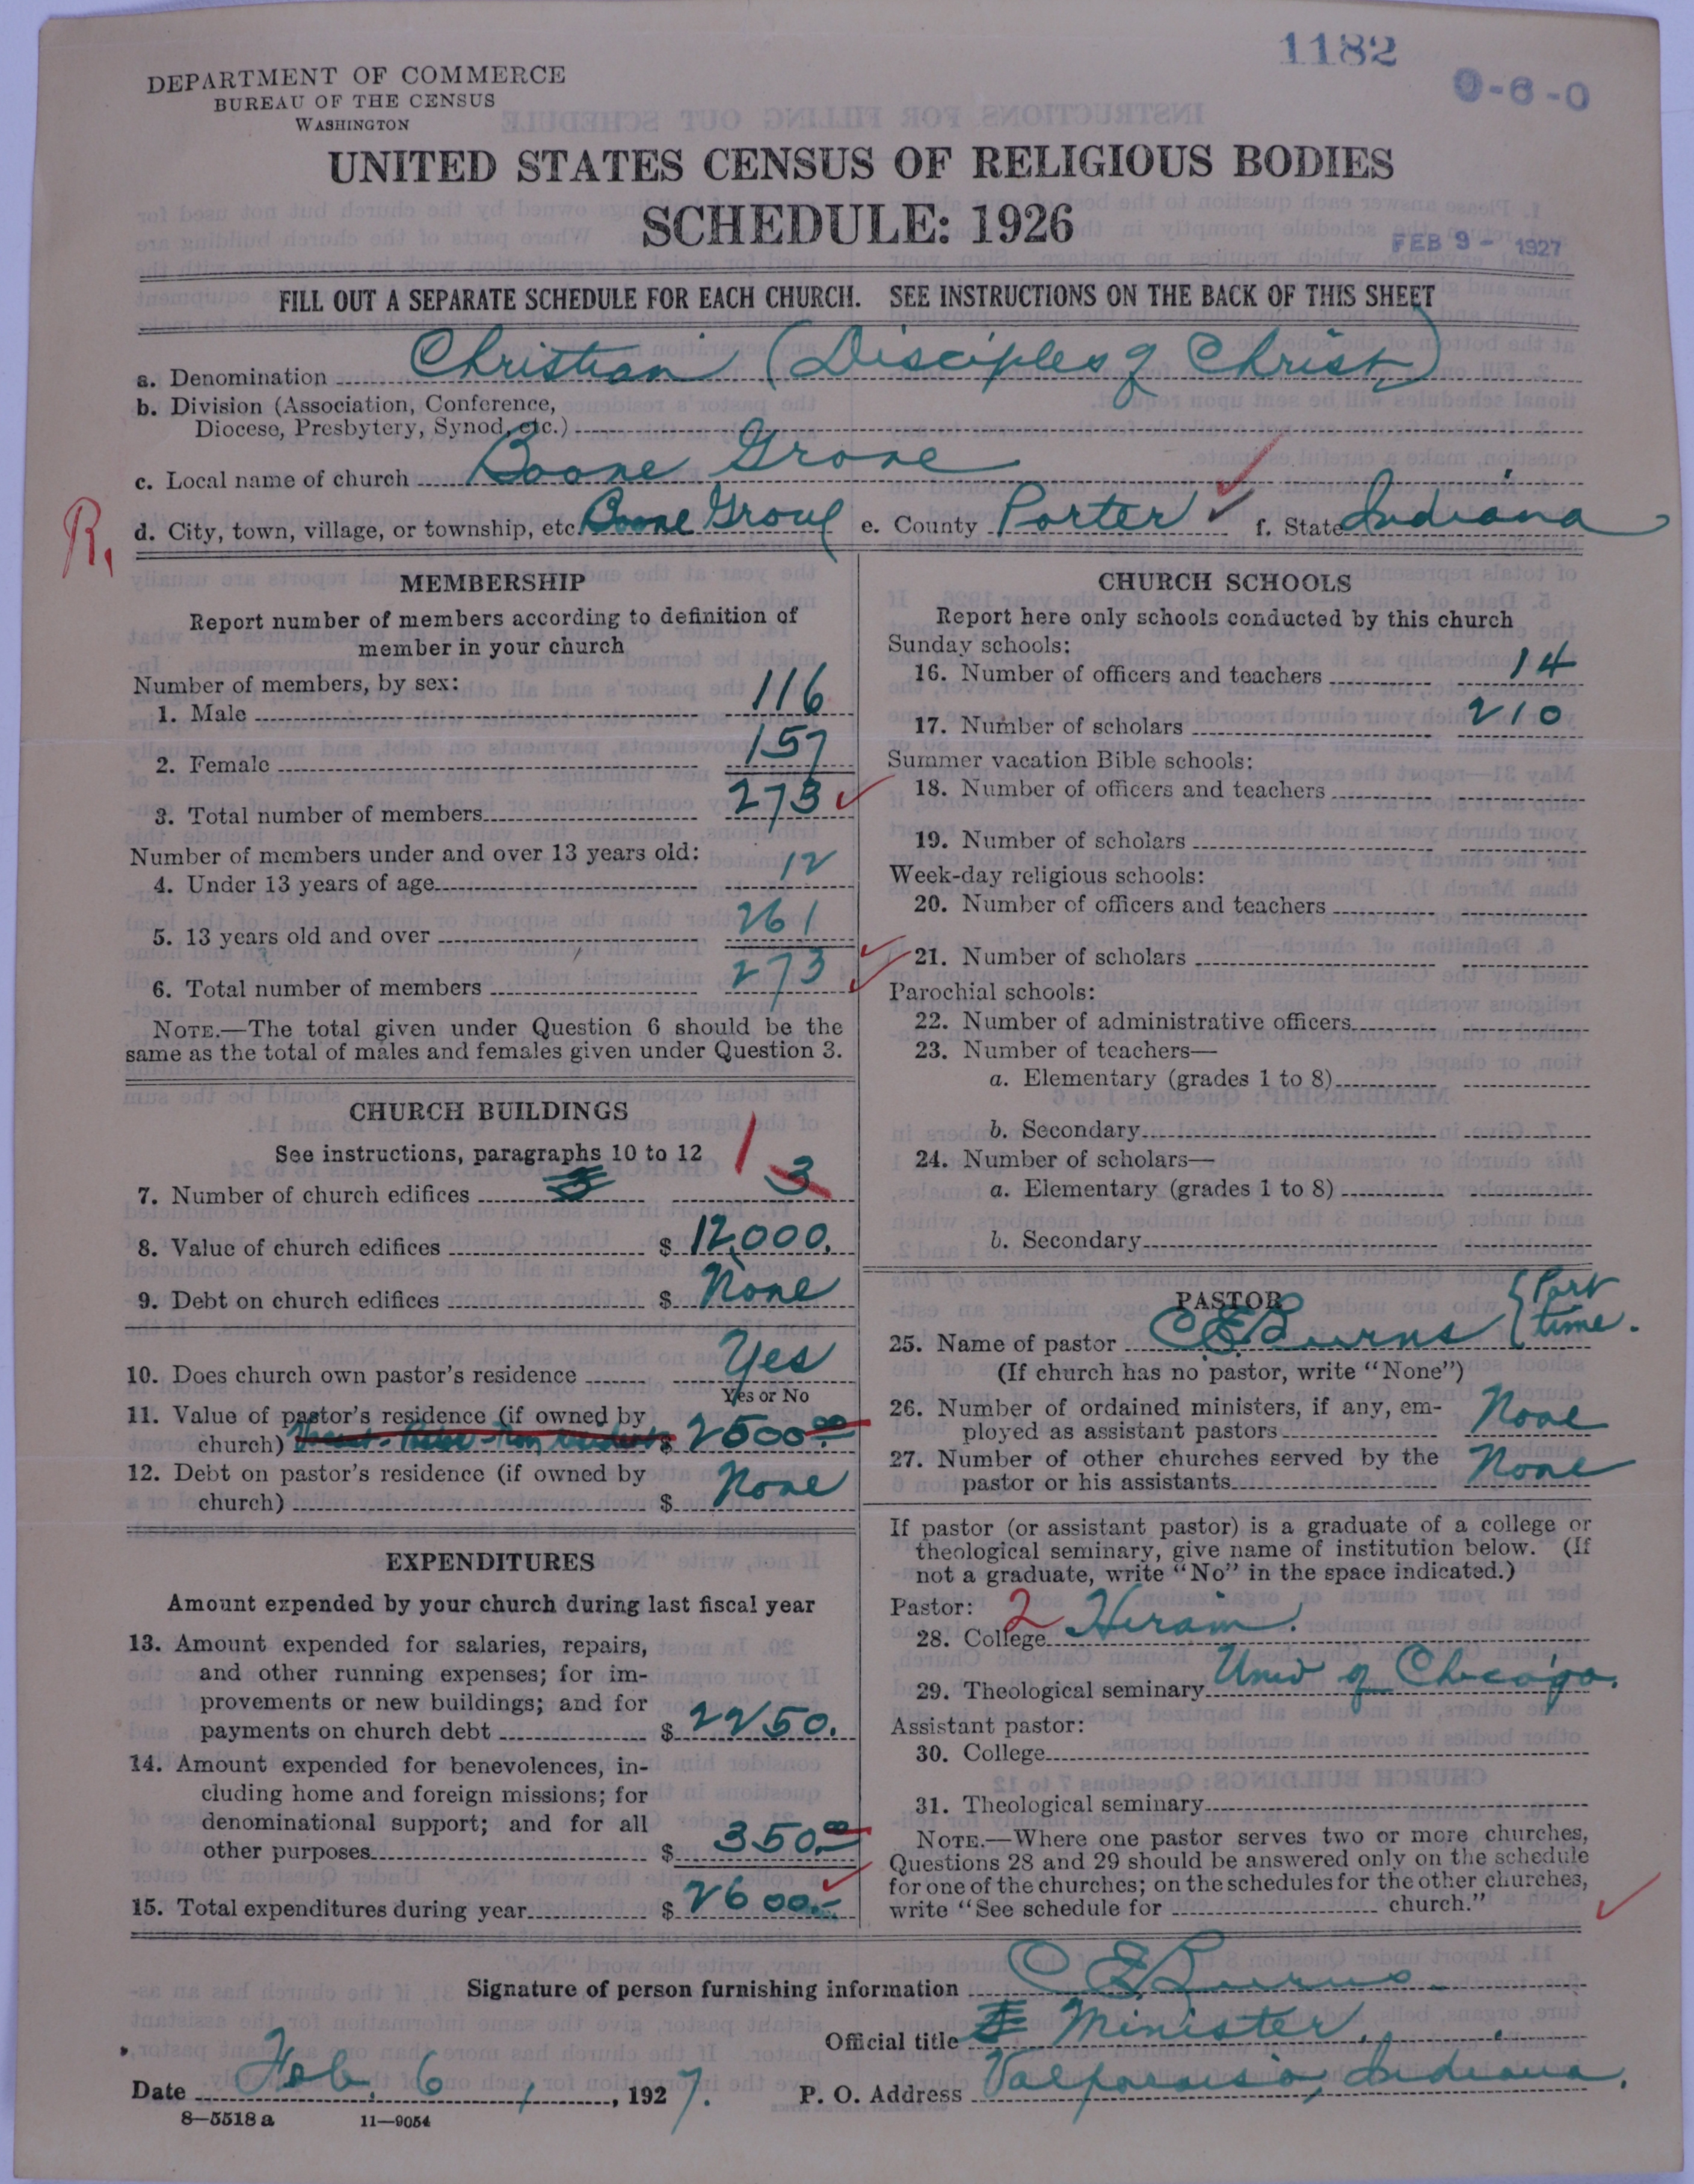 1182
0-6-0
DEPARTMENT OF COMMERCE
BUREAU OF THE CENSUS
WASHINGTON
UNITED STATES CENSUS OF RELIGIOUS BODIES
SCHEDULE: 1926
FEB 9 - 1927
FILL OUT A SEPARATE SCHEDULE FOR EACH CHURCH. SEE INSTRUCTIONS ON THE BACK OF THIS SHEET
a. Denomination Christian (Disciples of Christ)
b. Division (Association, Conference,
Diocese, Presbytery, Synod, etc.)
c. Local name of church Boone Grove
R.
d. City, town, village, or township, etc. Boone Grove e. County Porter f. State Indiana
MEMBERSHIP
Report number of members according to definition of
member in your church
Number of members, by sex:
1. Male 116
2. Female 157
3. Total number of members 273
Number of members under and over 13 years old:
4. Under 13 years of age 12
5. 13 years old and over 261
6. Total number of members 273
NOTE.—The total given under Question 6 should be the
same as the total of males and females given under Question 3.
CHURCH BUILDINGS
See instructions, paragraphs 10 to 12
1
7. Number of church edifices 3
8. Value of church edifices $ 12,000.
9. Debt on church edifices $ None
10. Does church own pastor's residence Yes
Yes or No
11. Value of pastor's residence (if owned by
church) $ 2500.00
12. Debt on pastor's residence (if owned by
church) $ None
EXPENDITURES
Amount expended by your church during last fiscal year
13. Amount expended for salaries, repairs,
and other running expenses; for im-
provements or new buildings; and for
payments on church debt $ 2250.
14. Amount expended for benevolences, in-
cluding home and foreign missions; for
denominational support; and for all
other purposes $ 350.00
15. Total expenditures during year $ 2600.-
CHURCH SCHOOLS
Report here only schools conducted by this church
Sunday schools:
16. Number of officers and teachers 14
17. Number of scholars 210
Summer vacation Bible schools:
18. Number of officers and teachers
19. Number of scholars
Week-day religious schools:
20. Number of officers and teachers
21. Number of scholars
Parochial schools:
22. Number of administrative officers
23. Number of teachers—
a. Elementary (grades 1 to 8)
b. Secondary
24. Number of scholars—
a. Elementary (grades 1 to 8)
b. Secondary
PASTOR
25. Name of pastor C E Burns { Part time.
(If church has no pastor, write "None")
26. Number of ordained ministers, if any, em-
ployed as assistant pastors None
27. Number of other churches served by the
pastor or his assistants None
If pastor (or assistant pastor) is a graduate of a college or
theological seminary, give name of institution below. (If
not a graduate, write "No" in the space indicated.)
Pastor: 2
28. College Hiram.
29. Theological seminary Univ of Chicago.
Assistant pastor:
30. College
31. Theological seminary
NOTE.—Where one pastor serves two or more churches,
Questions 28 and 29 should be answered only on the schedule
for one of the churches; on the schedules for the other churches,
write "See schedule for church."
Signature of person furnishing information C E Burns
Official title Minister.
Date Feb. 6, 1927. P. O. Address Valparaiso, Indiana.
8—5518 a 11—9054